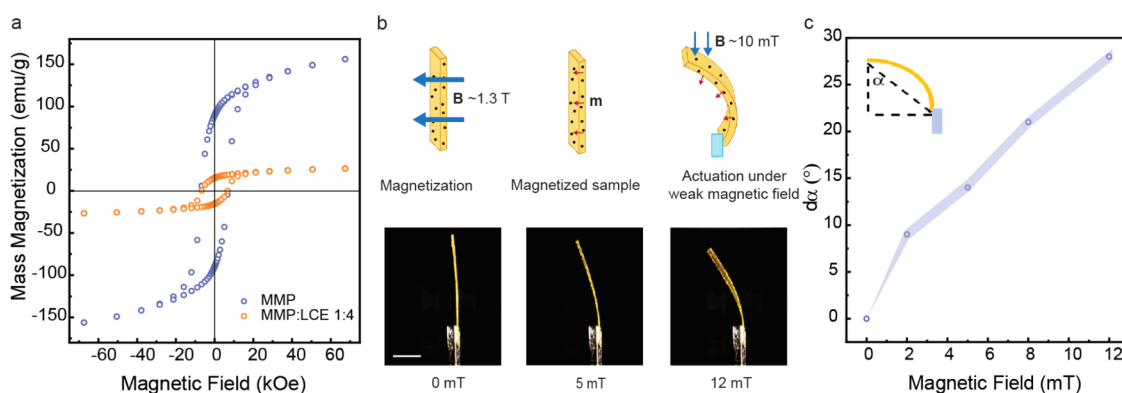 a
Mass Magnetization (emu/g)
150
100
50
0
-50
-100
-150
-60
-40
-20
0
20
40
60
Magnetic Field (kOe)
MMP
MMP:LCE 1:4
b
B ~1.3 T
m
B ~10 mT
Magnetization
Magnetized sample
Actuation under
weak magnetic field
0 mT
5 mT
12 mT
c
dα (°)
30
25
20
15
10
5
0
α
0
2
4
6
8
10
12
Magnetic Field (mT)